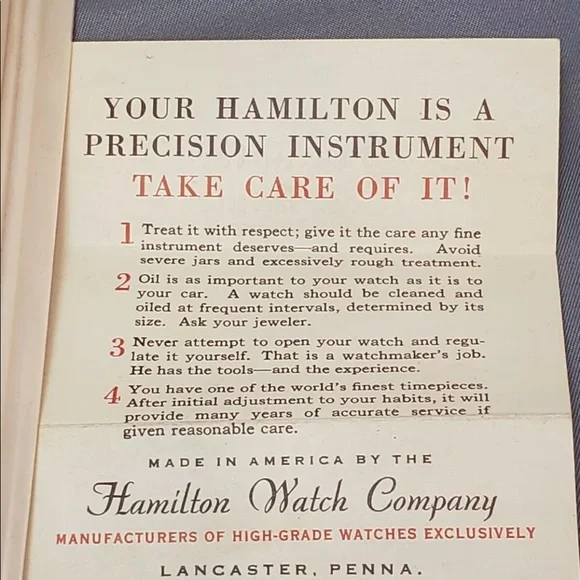 YOUR HAMILTON IS A
PRECISION INSTRUMENT
TAKE CARE OF IT!
1 Treat it with respect; give it the care any fine
instrument deserves—and requires. Avoid
severe jars and excessively rough treatment.
2 Oil is as important to your watch as it is to
your car. A watch should be cleaned and
oiled at frequent intervals, determined by its
size. Ask your jeweler.
3 Never attempt to open your watch and regu-
late it yourself. That is a watchmaker's job.
He has the tools—and the experience.
4 You have one of the world's finest timepieces.
After initial adjustment to your habits, it will
provide many years of accurate service if
given reasonable care.
MADE IN AMERICA BY THE
Hamilton Watch Company
MANUFACTURERS OF HIGH-GRADE WATCHES EXCLUSIVELY
LANCASTER, PENNA.